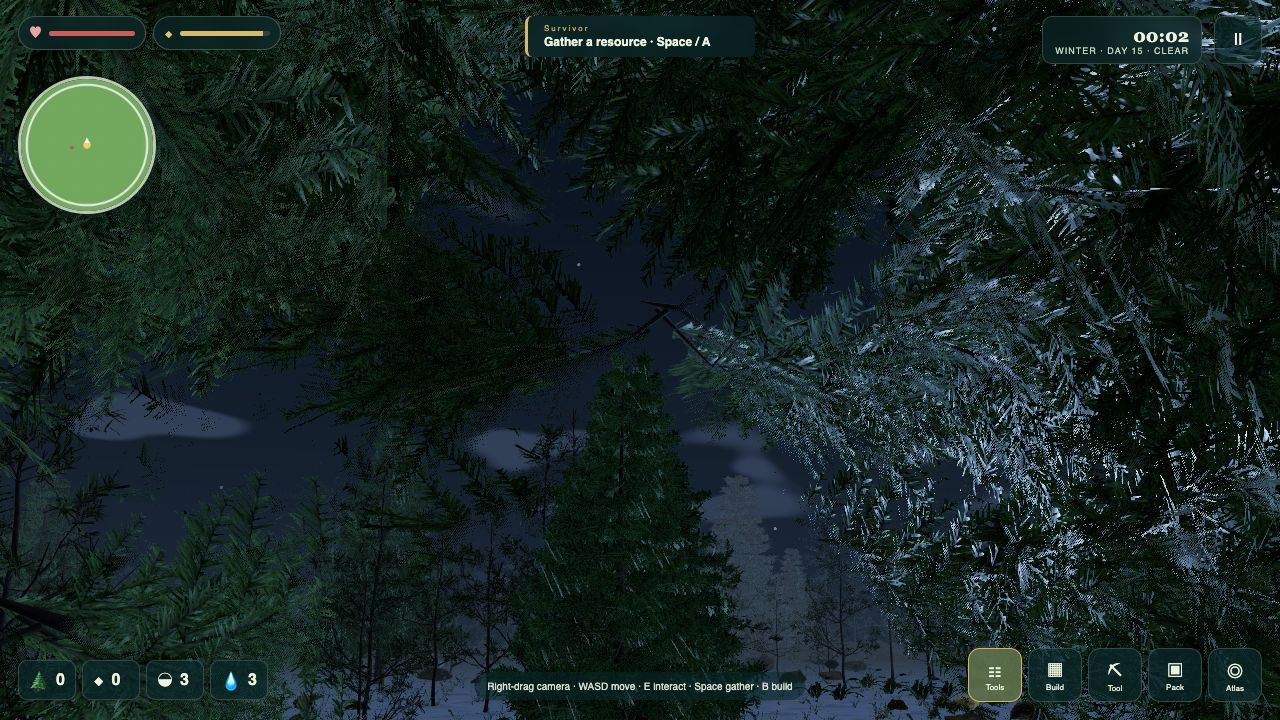 Survivor
Gather a resource · Space / A
00:02
WINTER · DAY 15 · CLEAR
0
0
3
3
Right-drag camera · WASD move · E interact · Space gather · B build
Tools
Build
Tool
Pack
Atlas